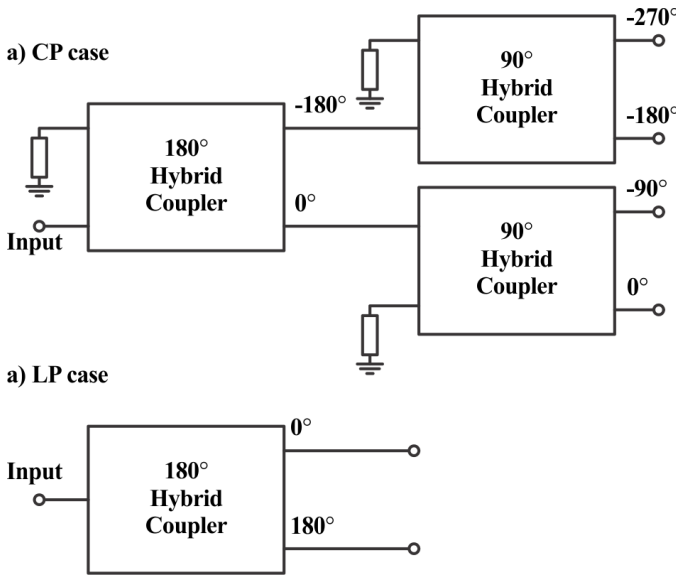 a) CP case
180°
Hybrid
Coupler
Input
-180°
0°
90°
Hybrid
Coupler
-270°
-180°
90°
Hybrid
Coupler
-90°
0°
a) LP case
Input
180°
Hybrid
Coupler
0°
180°